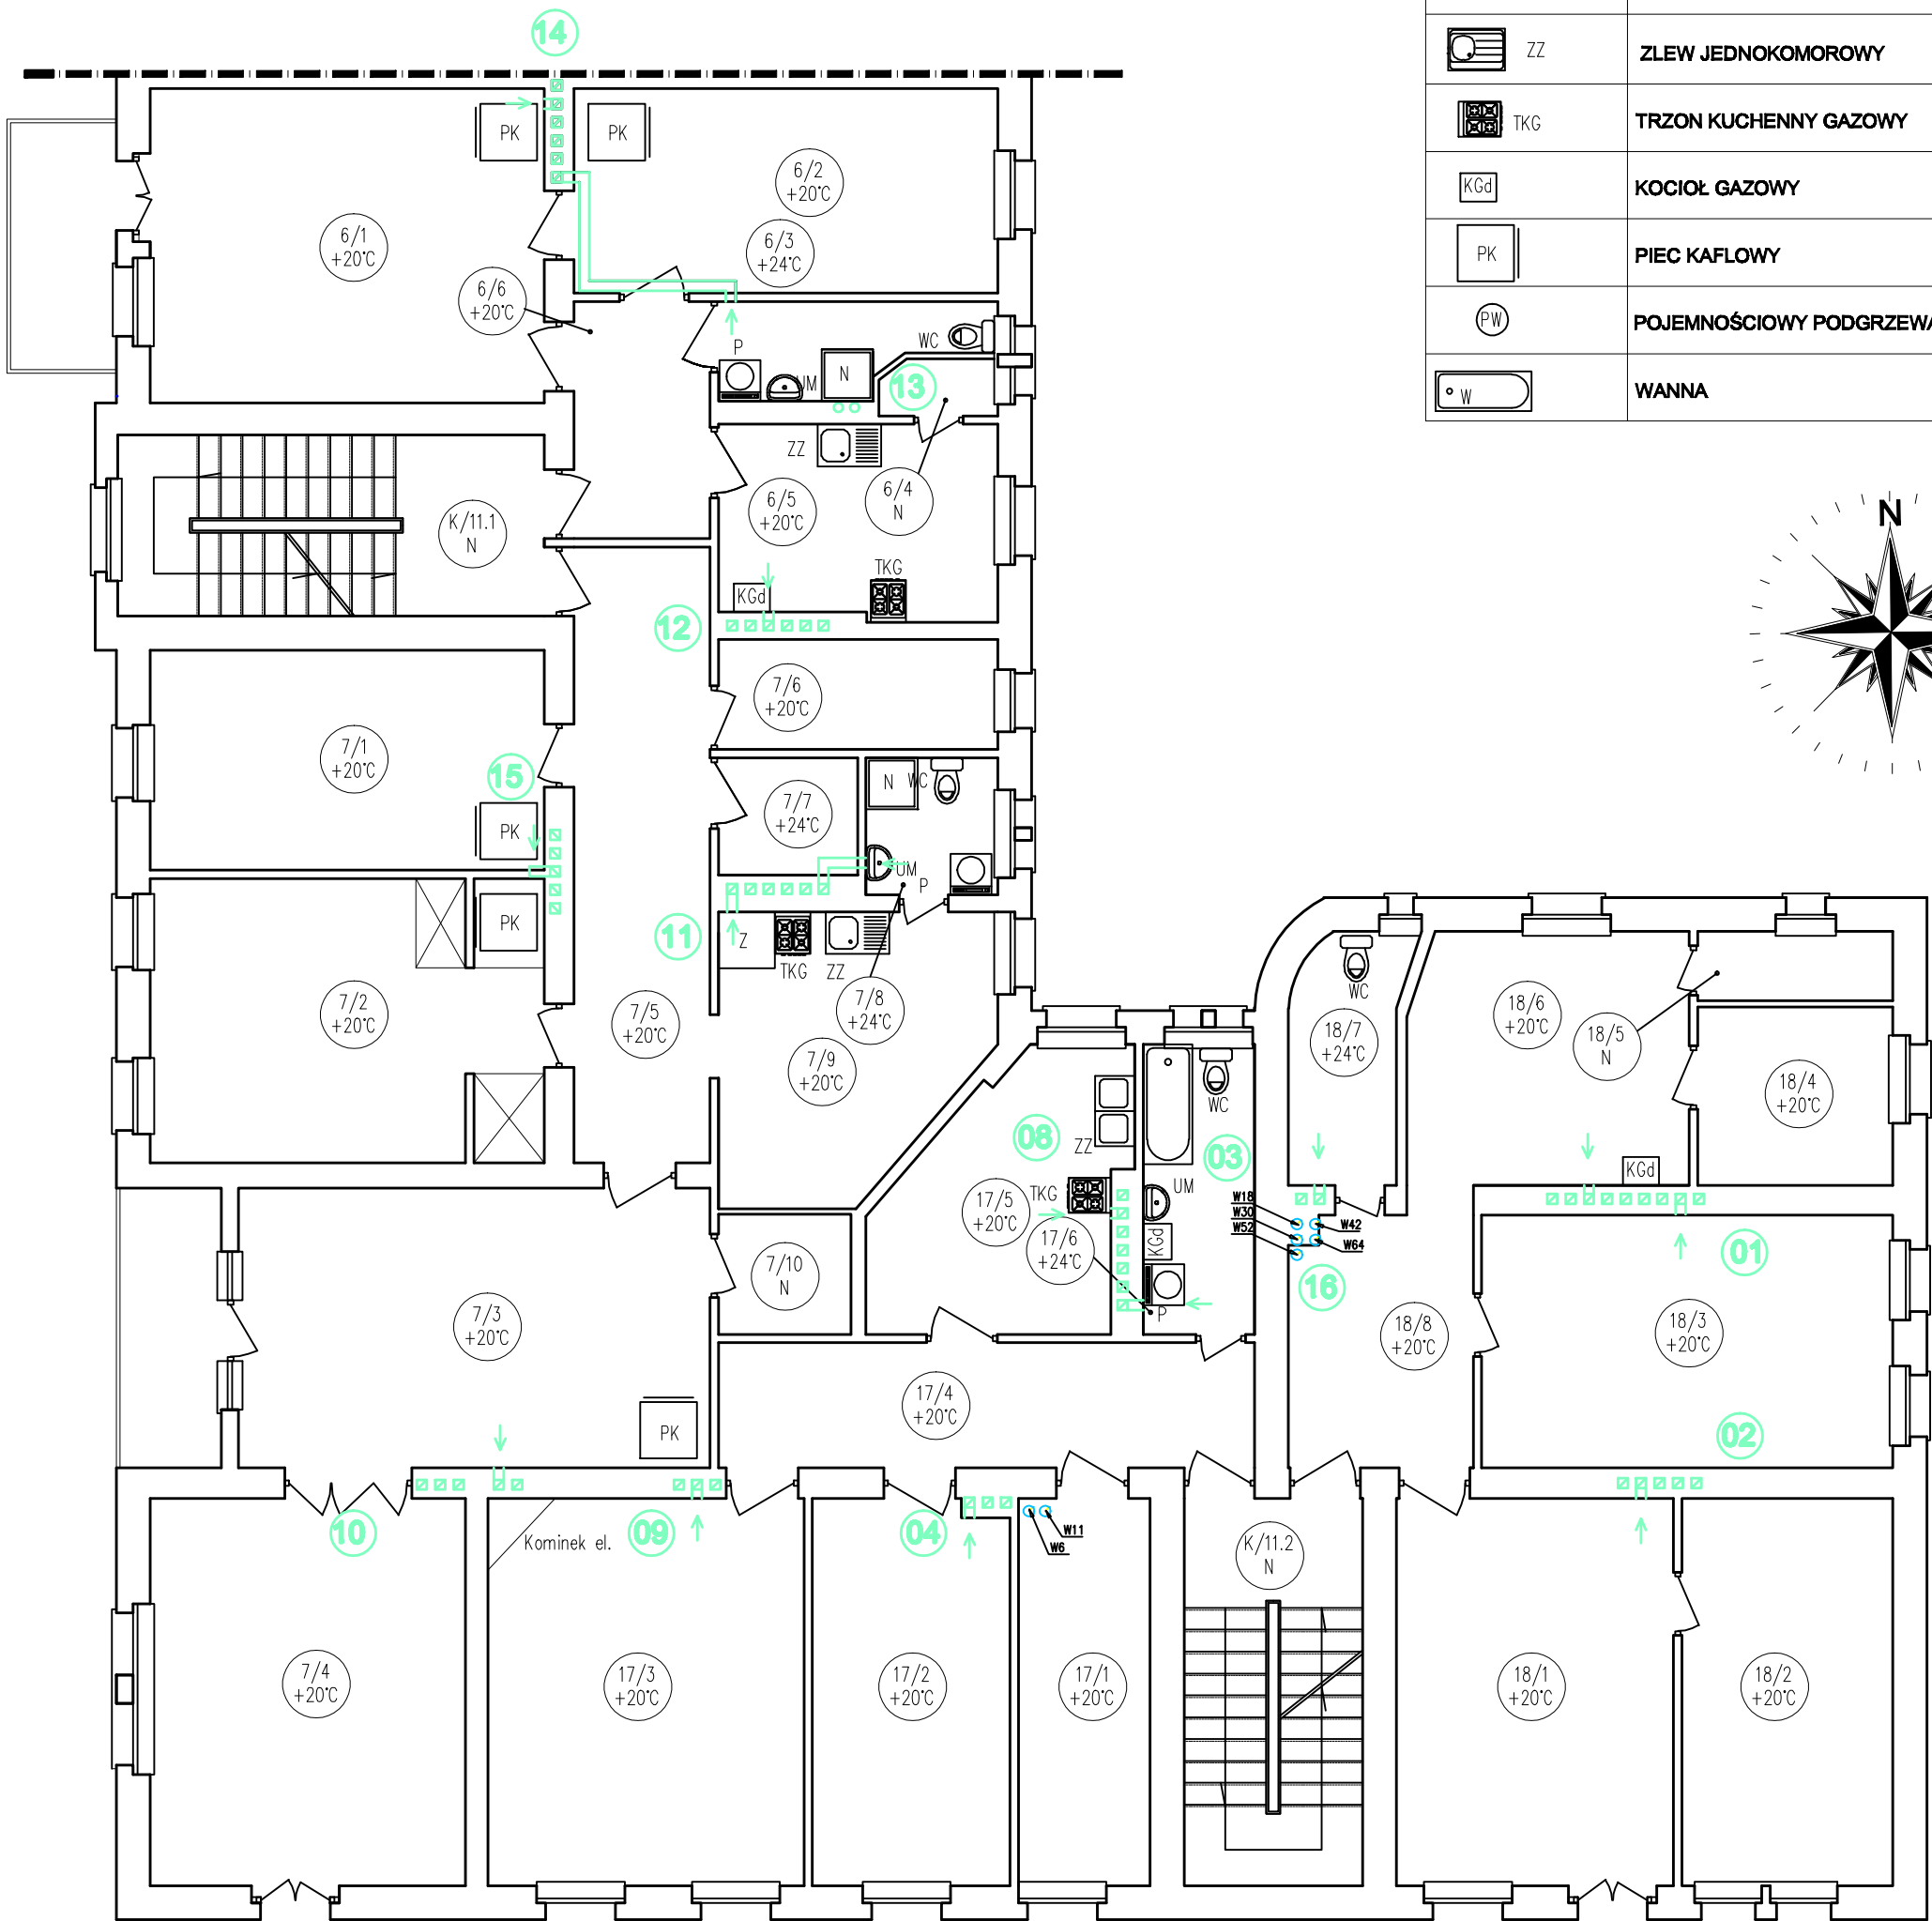 14
ZZ
ZLEW JEDNOKOMOROWY
TKG
TRZON KUCHENNY GAZOWY
KGd
KOCIOŁ GAZOWY
PK
PIEC KAFLOWY
PW
W
WANNA
N
PK
PK
6/1
+20°C
6/2
+20°C
6/3
+24°C
6/6
+20°C
P
UM
N
WC
13
ZZ
6/5
+20°C
6/4
N
K/11.1
N
KGd
TKG
12
7/6
+20°C
7/1
+20°C
15
PK
7/7
+24°C
N
WC
UM
P
PK
11
Z
TKG
ZZ
7/2
+20°C
7/5
+20°C
7/8
+24°C
7/9
+20°C
WC
18/7
+24°C
18/6
+20°C
18/5
N
18/4
+20°C
08
ZZ
WC
03
UM
KGd
TKG
17/5
+20°C
17/6
+24°C
KGd
P
W18
W30
W52
W42
W64
16
01
7/10
N
7/3
+20°C
18/8
+20°C
18/3
+20°C
17/4
+20°C
PK
02
10
Kominek el.
09
04
W11
W6
K/11.2
N
7/4
+20°C
17/3
+20°C
17/2
+20°C
17/1
+20°C
18/1
+20°C
18/2
+20°C